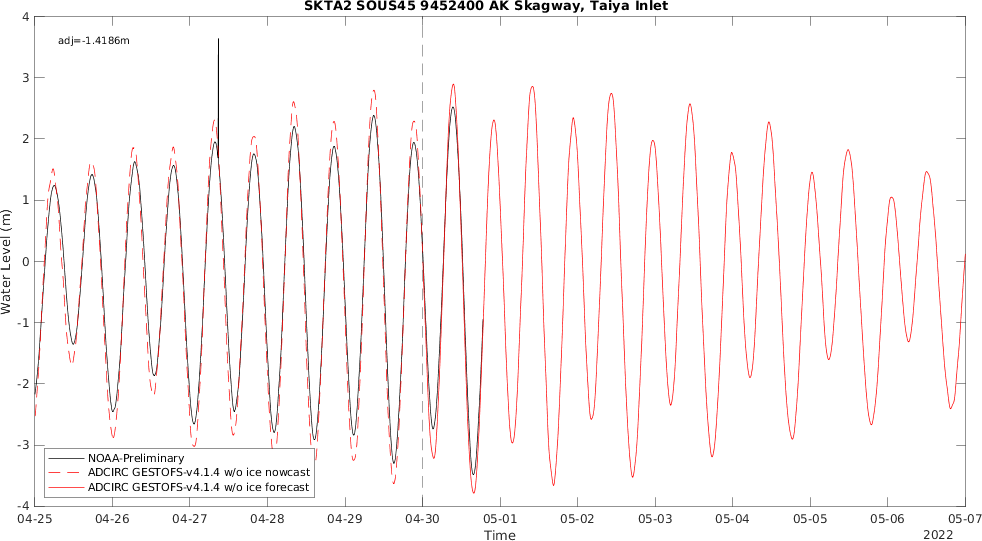 SKTA2 SOUS45 9452400 AK Skagway, Taiya Inlet
4
adj=-1.4186m
3
2
1
0
-1
-2
-3
-4
Water Level (m)
NOAA-Preliminary
ADCIRC GESTOFS-v4.1.4 w/o ice nowcast
ADCIRC GESTOFS-v4.1.4 w/o ice forecast
04-25 04-26 04-27 04-28 04-29 04-30 05-01 05-02 05-03 05-04 05-05 05-06 05-07
Time
2022